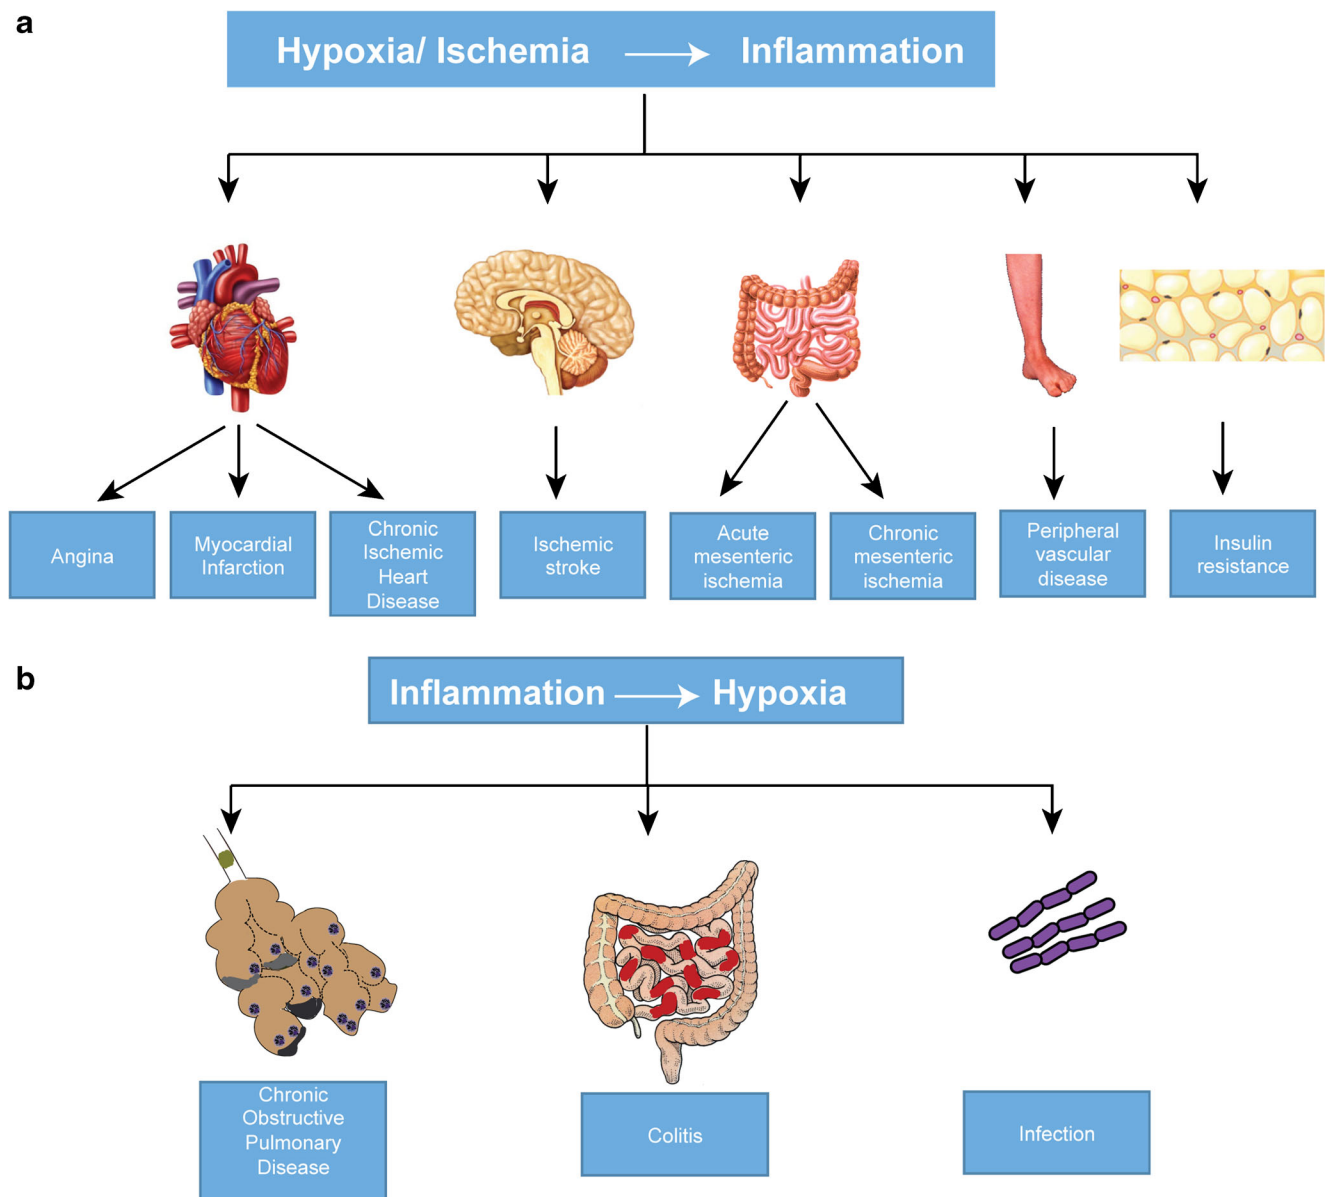 a
Hypoxia/ Ischemia → Inflammation
Angina
Myocardial
Infarction
Chronic
Ischemic
Heart
Disease
Ischemic
stroke
Acute
mesenteric
ischemia
Chronic
mesenteric
ischemia
Peripheral
vascular
disease
Insulin
resistance
b
Inflammation → Hypoxia
Chronic
Obstructive
Pulmonary
Disease
Colitis
Infection